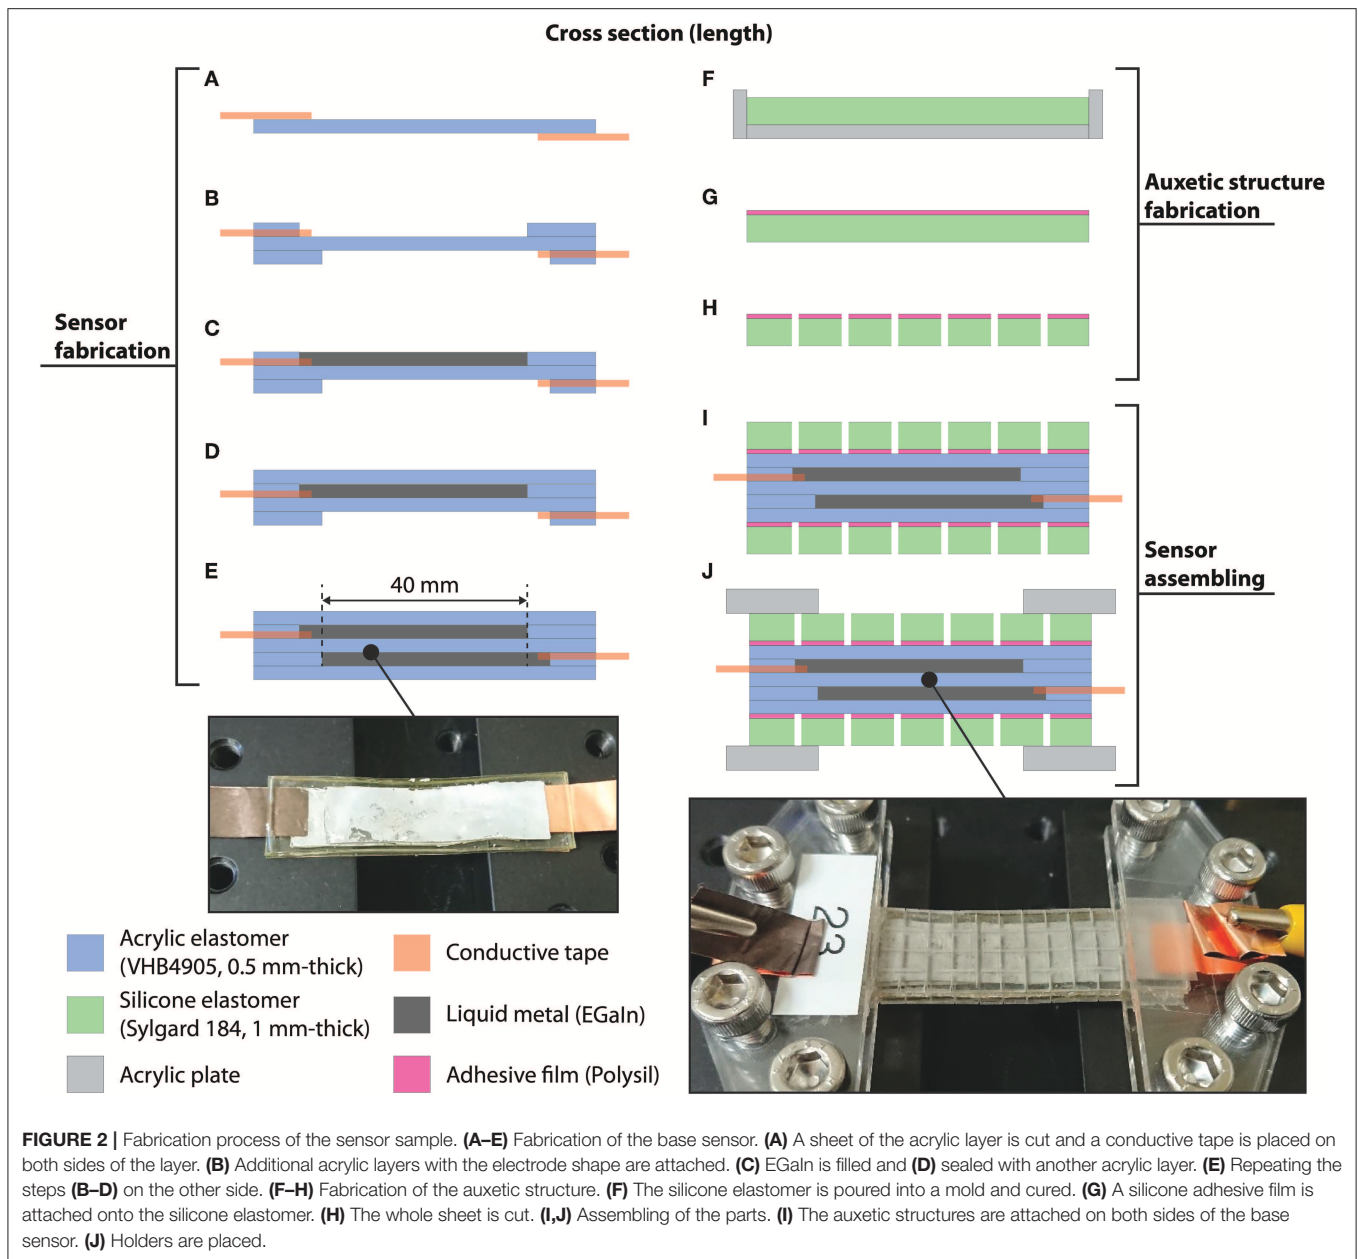 Cross section (length)
A
B
C
D
E
40 mm
Sensor
fabrication
F
G
H
Auxetic structure
fabrication
I
J
Sensor
assembling
23
Acrylic elastomer
(VHB4905, 0.5 mm-thick)
Silicone elastomer
(Sylgard 184, 1 mm-thick)
Acrylic plate
Conductive tape
Liquid metal (EGaIn)
Adhesive film (Polysil)
FIGURE 2 | Fabrication process of the sensor sample. (A–E) Fabrication of the base sensor. (A) A sheet of the acrylic layer is cut and a conductive tape is placed on
both sides of the layer. (B) Additional acrylic layers with the electrode shape are attached. (C) EGaIn is filled and (D) sealed with another acrylic layer. (E) Repeating the
steps (B–D) on the other side. (F–H) Fabrication of the auxetic structure. (F) The silicone elastomer is poured into a mold and cured. (G) A silicone adhesive film is
attached onto the silicone elastomer. (H) The whole sheet is cut. (I,J) Assembling of the parts. (I) The auxetic structures are attached on both sides of the base
sensor. (J) Holders are placed.